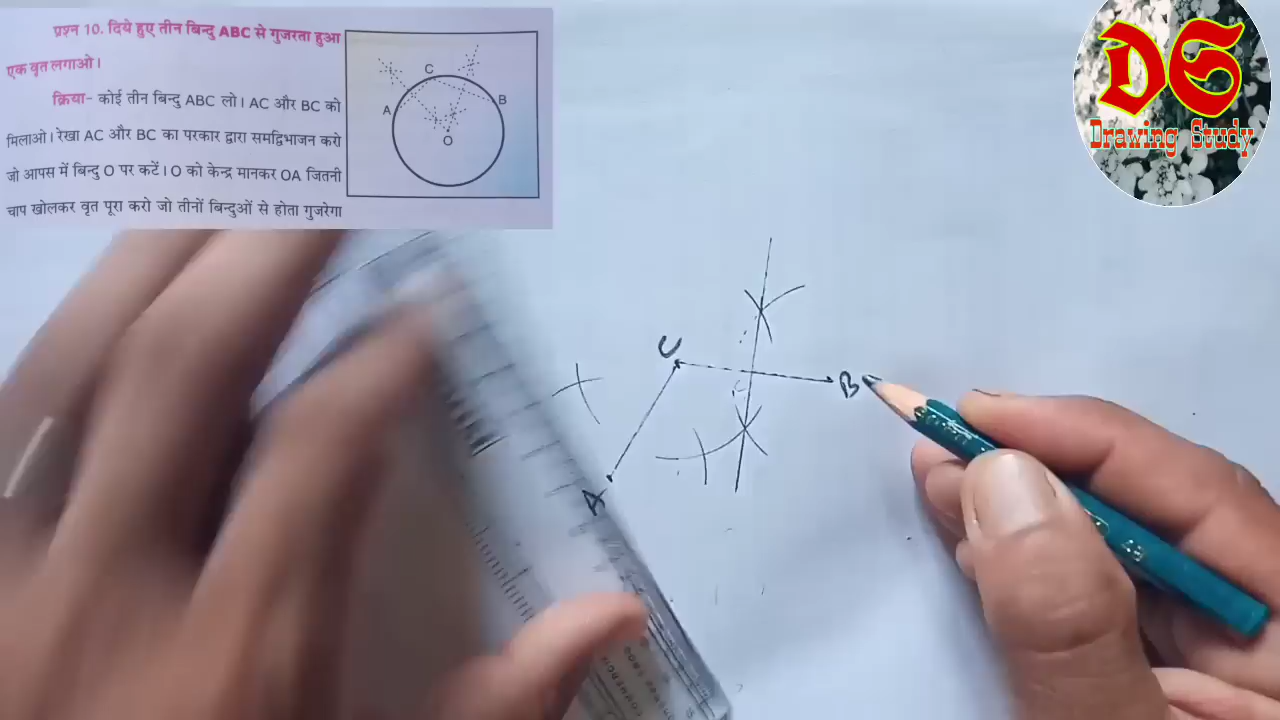 प्रश्न 10. दिये हुए तीन बिन्दु ABC से गुजरता हुआ
एक वृत लगाओ।
क्रिया- कोई तीन बिन्दु ABC लो। AC और BC को
मिलाओ। रेखा AC और BC का परकार द्वारा समद्विभाजन करो
जो आपस में बिन्दु O पर कटें। O को केन्द्र मानकर OA जितनी
चाप खोलकर वृत पूरा करो जो तीनों बिन्दुओं से होता गुजरेगा
C
A
B
O
DS
Drawing Study
C
B
A